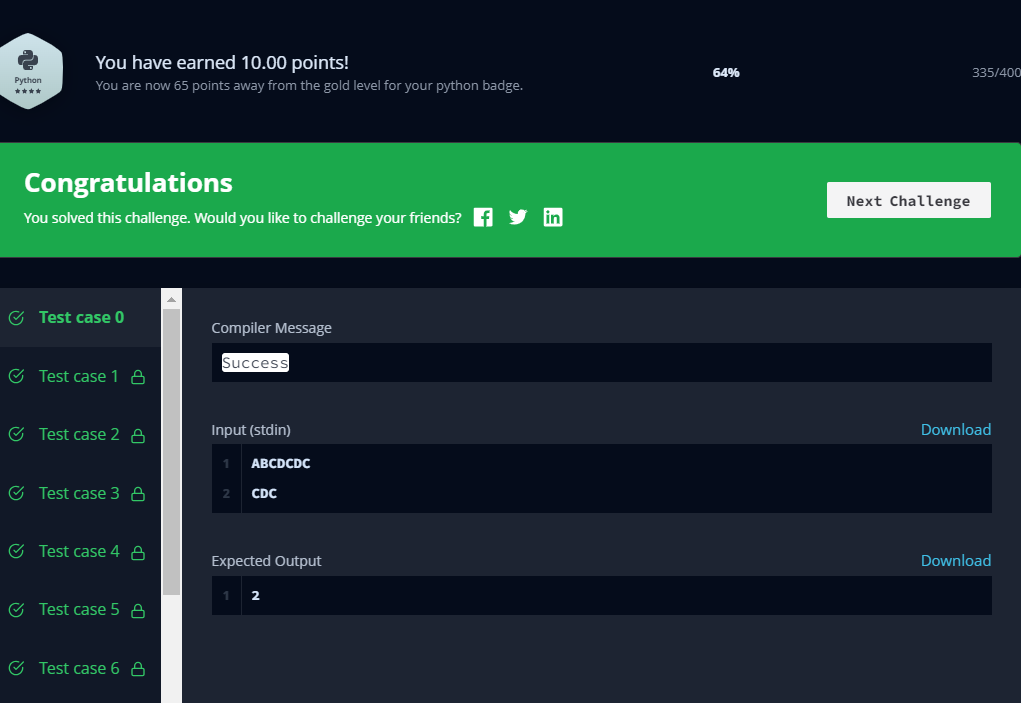 You have earned 10.00 points!
Python
★★★★
You are now 65 points away from the gold level for your python badge.
64%
335/400
Congratulations
You solved this challenge. Would you like to challenge your friends?
Next Challenge
Test case 0
Test case 1
Test case 2
Test case 3
Test case 4
Test case 5
Test case 6
Compiler Message
Success
Input (stdin)
Download
1 ABCDCDC
2 CDC
Expected Output
Download
1 2